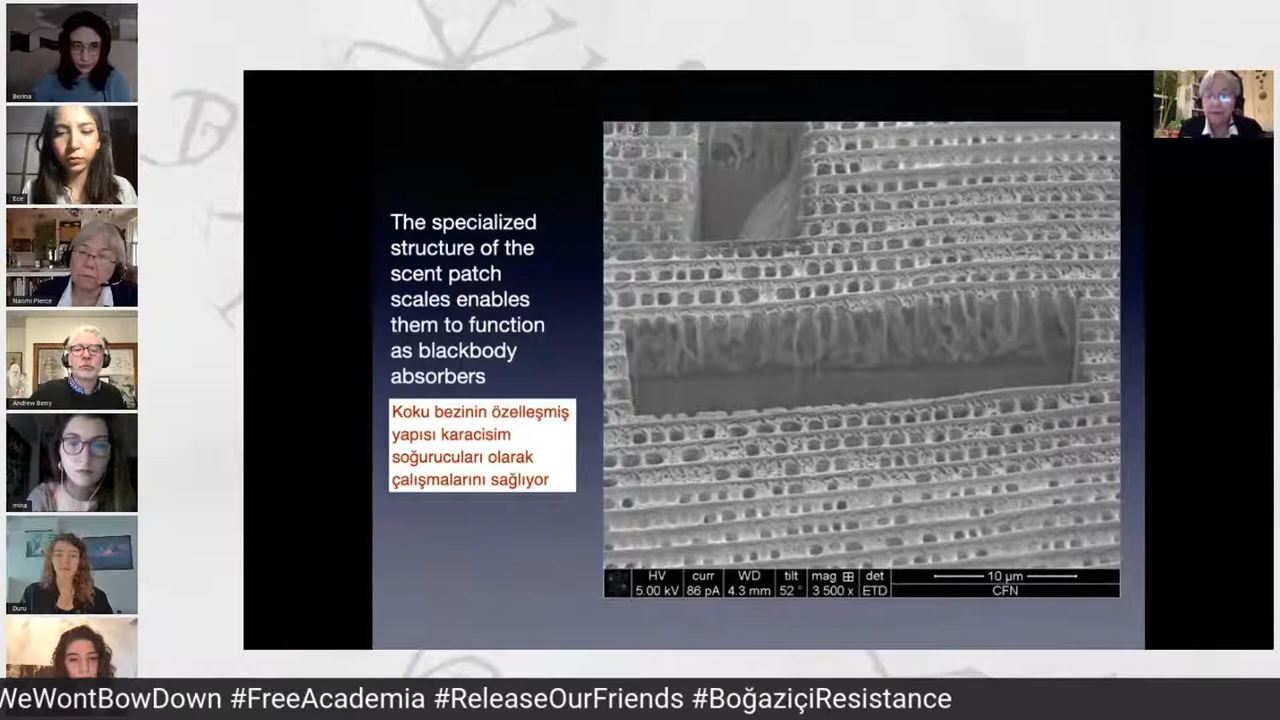 Berina
Ece
Naomi Pierce
Andrew Berry
mina
Duru
The specialized
structure of the
scent patch
scales enables
them to function
as blackbody
absorbers
Koku bezinin özelleşmiş
yapısı karacisim
soğurucuları olarak
çalışmalarını sağlıyor
HV curr WD tilt mag det 10 µm
5.00 kV 86 pA 4.3 mm 52 ° 3 500 x ETD CFN
WeWontBowDown #FreeAcademia #ReleaseOurFriends #BoğaziçiResistance